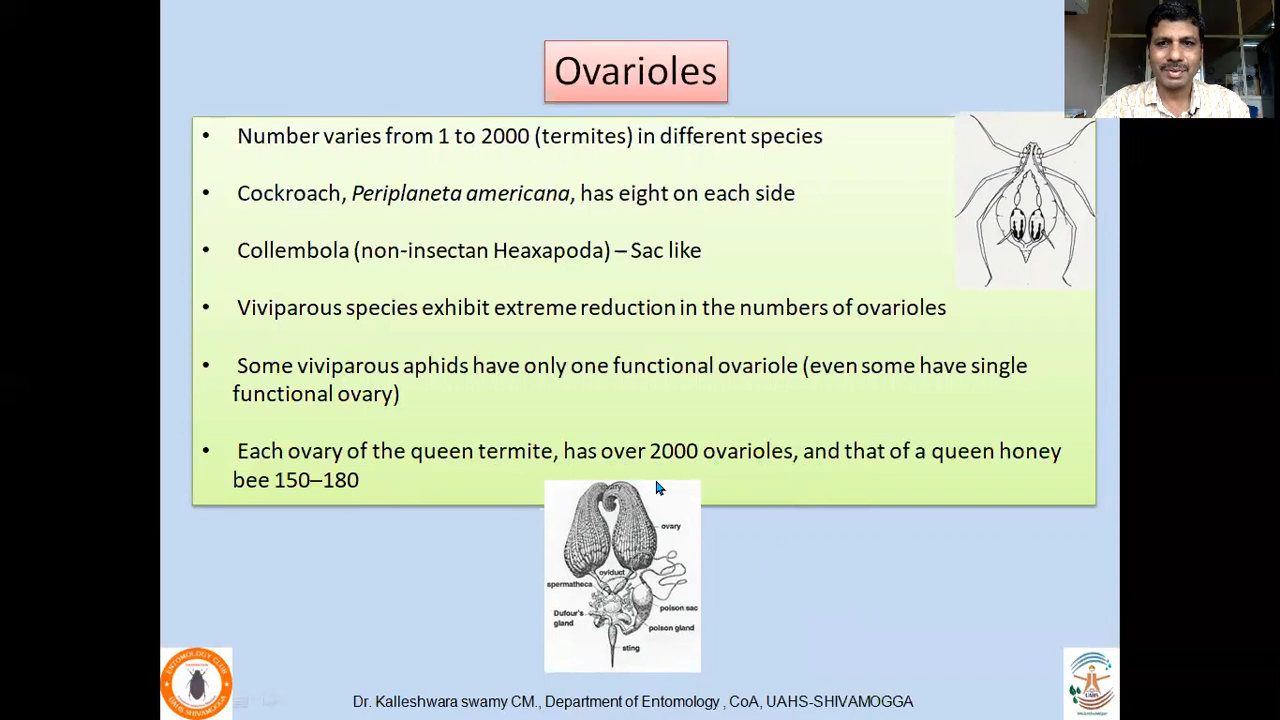 Ovarioles
• Number varies from 1 to 2000 (termites) in different species
• Cockroach, Periplaneta americana, has eight on each side
• Collembola (non-insectan Heaxapoda) – Sac like
• Viviparous species exhibit extreme reduction in the numbers of ovarioles
• Some viviparous aphids have only one functional ovariole (even some have single
functional ovary)
• Each ovary of the queen termite, has over 2000 ovarioles, and that of a queen honey
bee 150–180
ovary
oviduct
spermatheca
poison sac
Dufour's
gland
poison gland
sting
ENTOMOLOGY CLUB
UAHS
Dr. Kalleshwara swamy CM., Department of Entomology , CoA, UAHS-SHIVAMOGGA